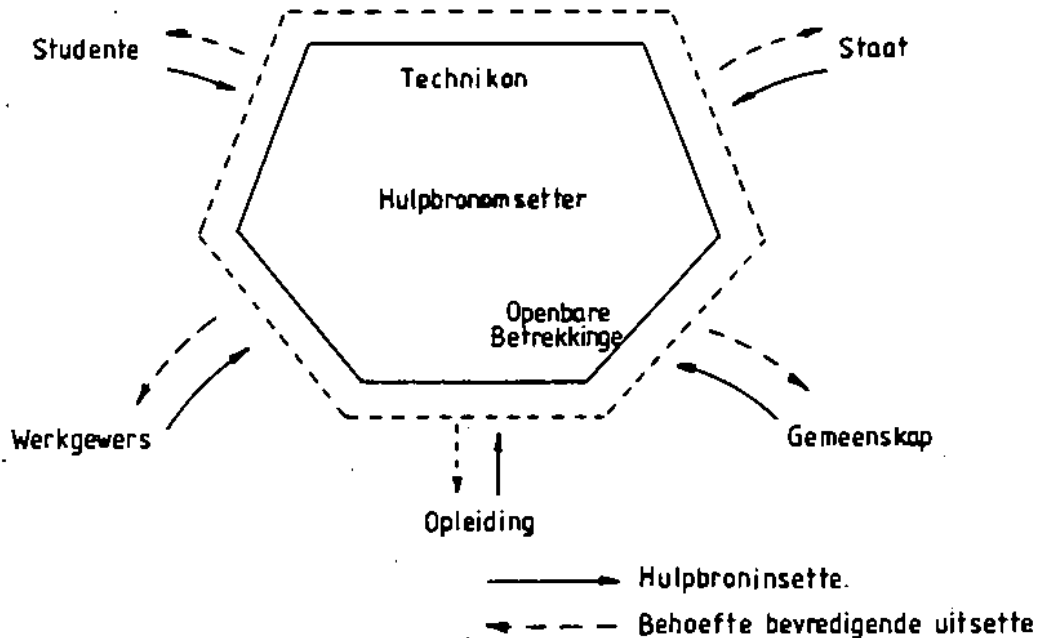 Studente
Staat
Technikon
Hulpbronomsetter
Openbare
Betrekkinge
Werkgewers
Gemeenskap
Opleiding
Hulpbroninsette.
Behoefte bevredigende uitsette